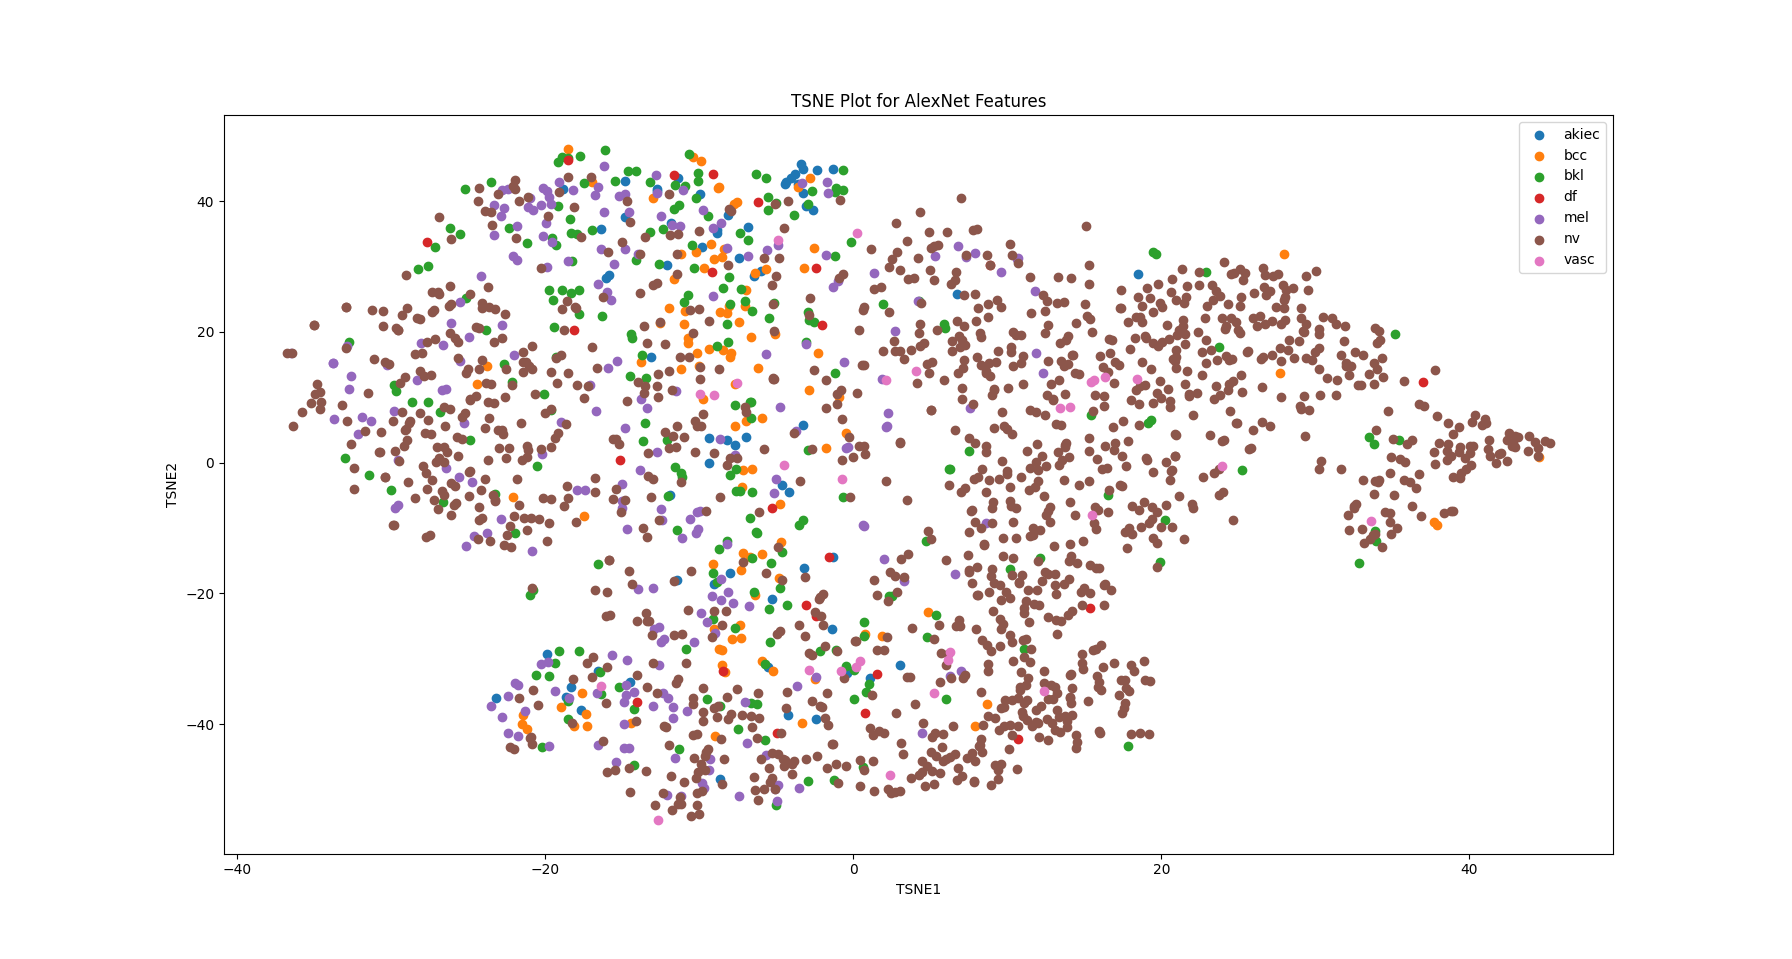 TSNE Plot for AlexNet Features
akiec
bcc
bkl
df
mel
nv
vasc
40
20
0
−20
−40
TSNE2
−40
−20
0
20
40
TSNE1